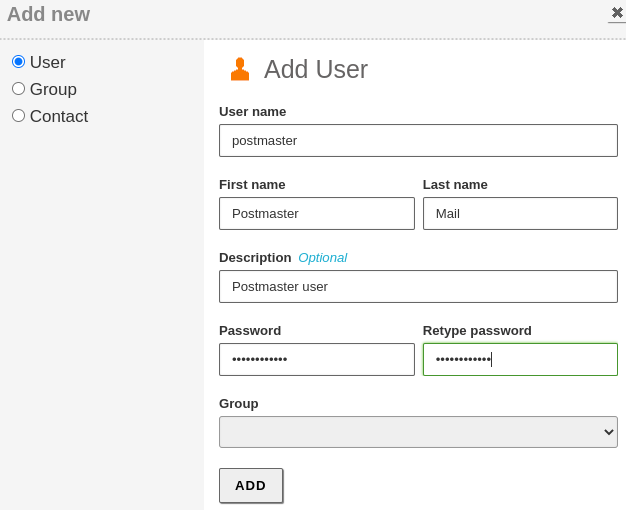 Add new
✖
User
Group
Contact
Add User
User name
postmaster
First name Last name
Postmaster Mail
Description Optional
Postmaster user
Password Retype password
•••••••••••• ••••••••••••
Group
ADD